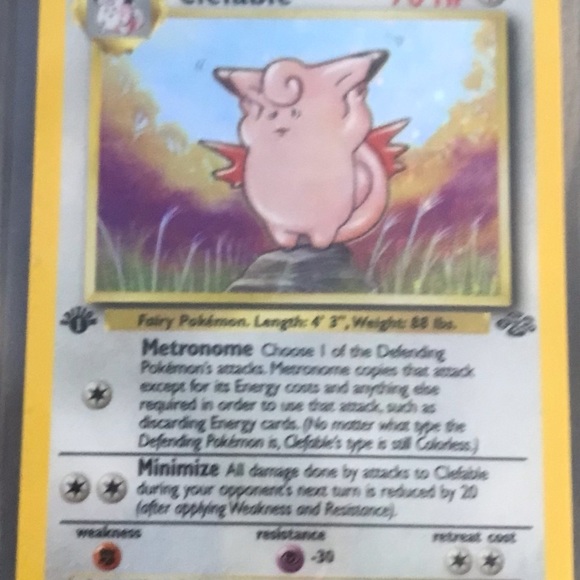 Clefable 70 HP
Fairy Pokémon. Length: 4' 3", Weight: 88 lbs.
Metronome Choose 1 of the Defending
Pokémon's attacks. Metronome copies that attack
except for its Energy costs and anything else
required in order to use that attack, such as
discarding Energy cards. (No matter what type the
Defending Pokémon is, Clefable's type is still Colorless.)
Minimize All damage done by attacks to Clefable
during your opponent's next turn is reduced by 20
(after applying Weakness and Resistance).
weakness resistance retreat cost
-30